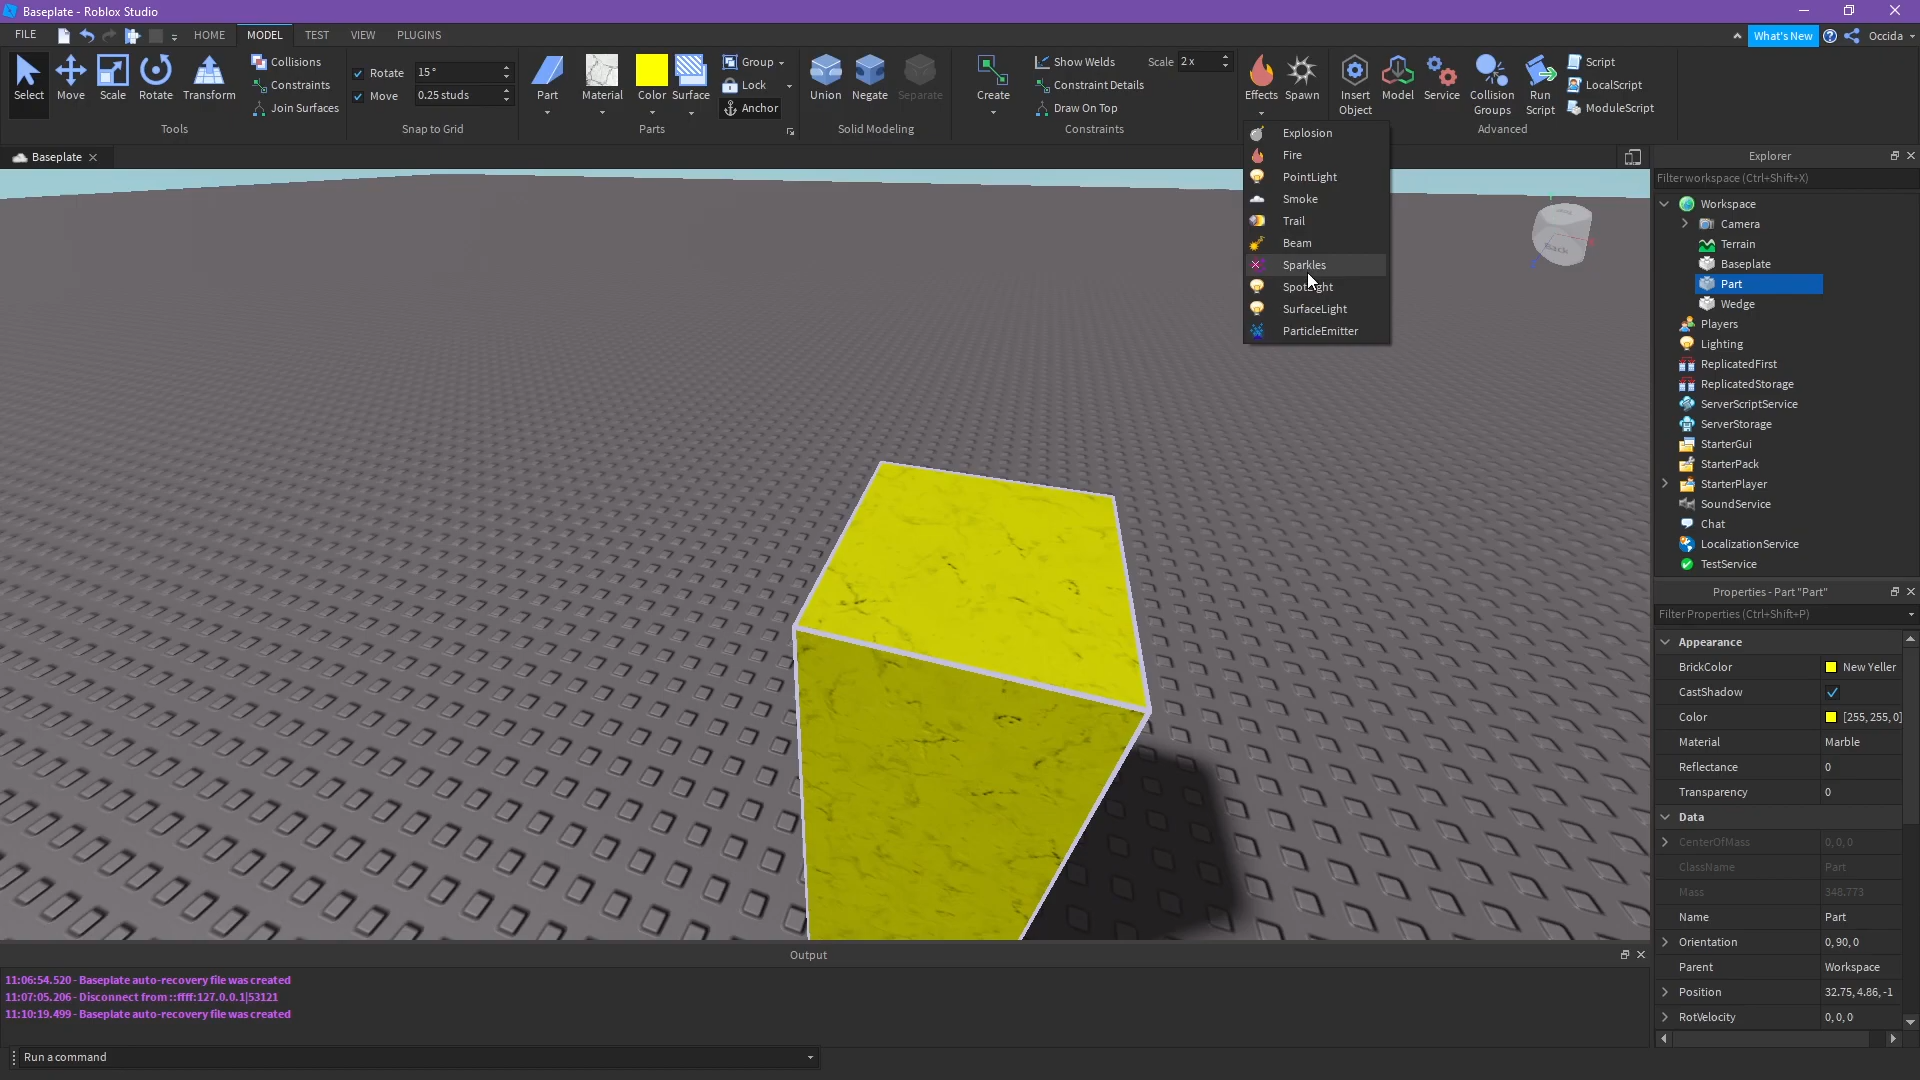 Baseplate - Roblox Studio
FILE HOME MODEL TEST VIEW PLUGINS What's New Occida
Select Move Scale Rotate Transform
Collisions
Constraints
Join Surfaces
Tools
Rotate 15°
Move 0.25 studs
Snap to Grid
Part Material Color Surface
Group
Lock
Anchor
Parts
Union Negate Separate
Solid Modeling
Create
Show Welds Scale 2 x
Constraint Details
Draw On Top
Constraints
Effects Spawn
Insert Object
Model Service
Collision Groups
Run Script
Script
LocalScript
ModuleScript
Advanced
Explosion
Fire
PointLight
Smoke
Trail
Beam
Sparkles
SpotLight
SurfaceLight
ParticleEmitter
Baseplate
Back
Explorer
Filter workspace (Ctrl+Shift+X)
Workspace
Camera
Terrain
Baseplate
Part
Wedge
Players
Lighting
ReplicatedFirst
ReplicatedStorage
ServerScriptService
ServerStorage
StarterGui
StarterPack
StarterPlayer
SoundService
Chat
LocalizationService
TestService
Properties - Part "Part"
Filter Properties (Ctrl+Shift+P)
Appearance
BrickColor New Yeller
CastShadow
Color [255, 255, 0]
Material Marble
Reflectance 0
Transparency 0
Data
CenterOfMass 0, 0, 0
ClassName Part
Mass 348.773
Name Part
Orientation 0, 90, 0
Parent Workspace
Position 32.75, 4.86, -1
RotVelocity 0, 0, 0
Output
11:06:54.520 - Baseplate auto-recovery file was created
11:07:05.206 - Disconnect from ::ffff:127.0.0.1|53121
11:10:19.499 - Baseplate auto-recovery file was created
Run a command